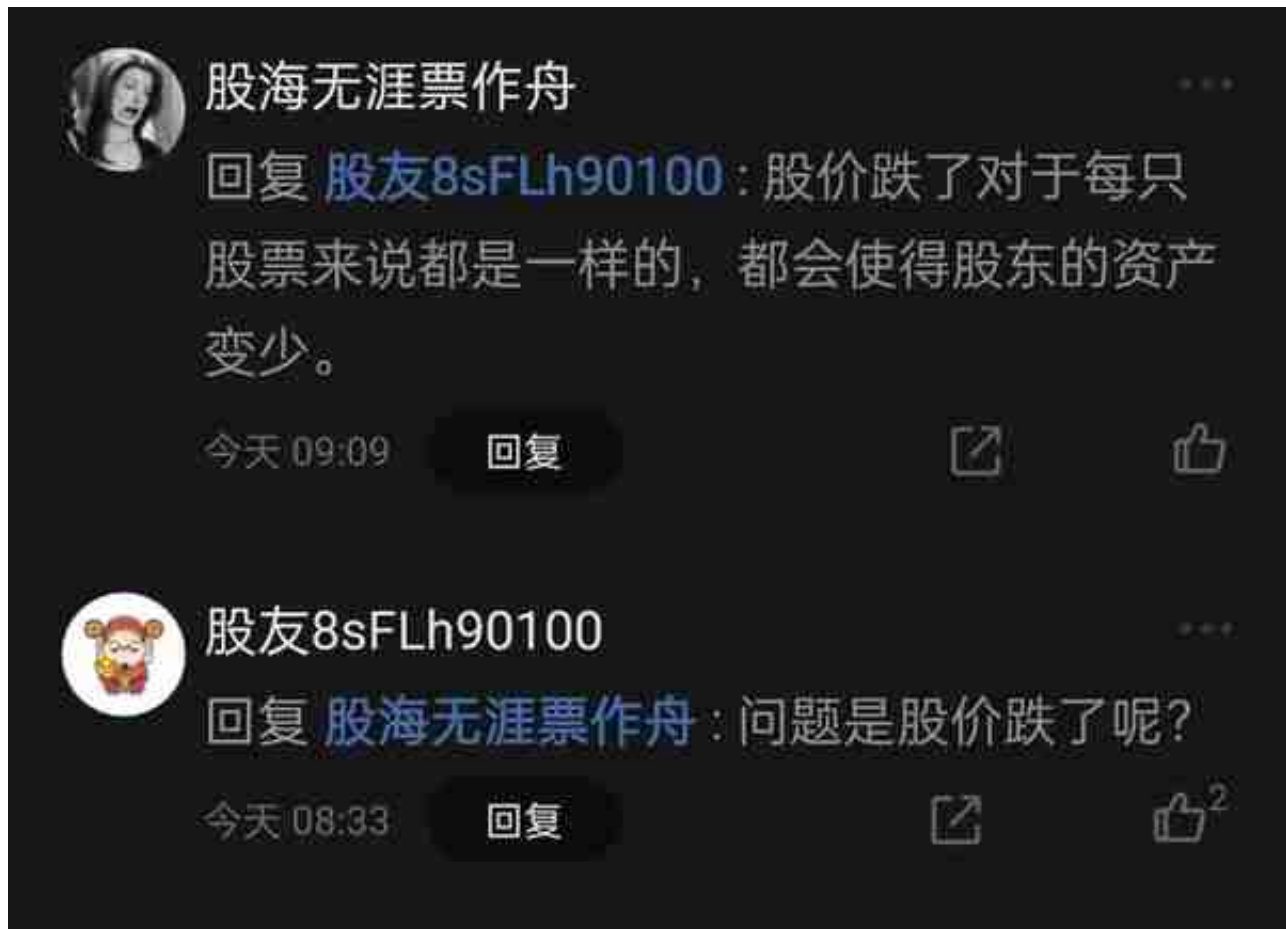 股海无涯票作舟
回复 股友8sFLh90100 : 股价跌了对于每只
股票来说都是一样的，都会使得股东的资产
变少。
今天 09:09 回复
股友8sFLh90100
回复 股海无涯票作舟 : 问题是股价跌了呢？
今天 08:33 回复 2